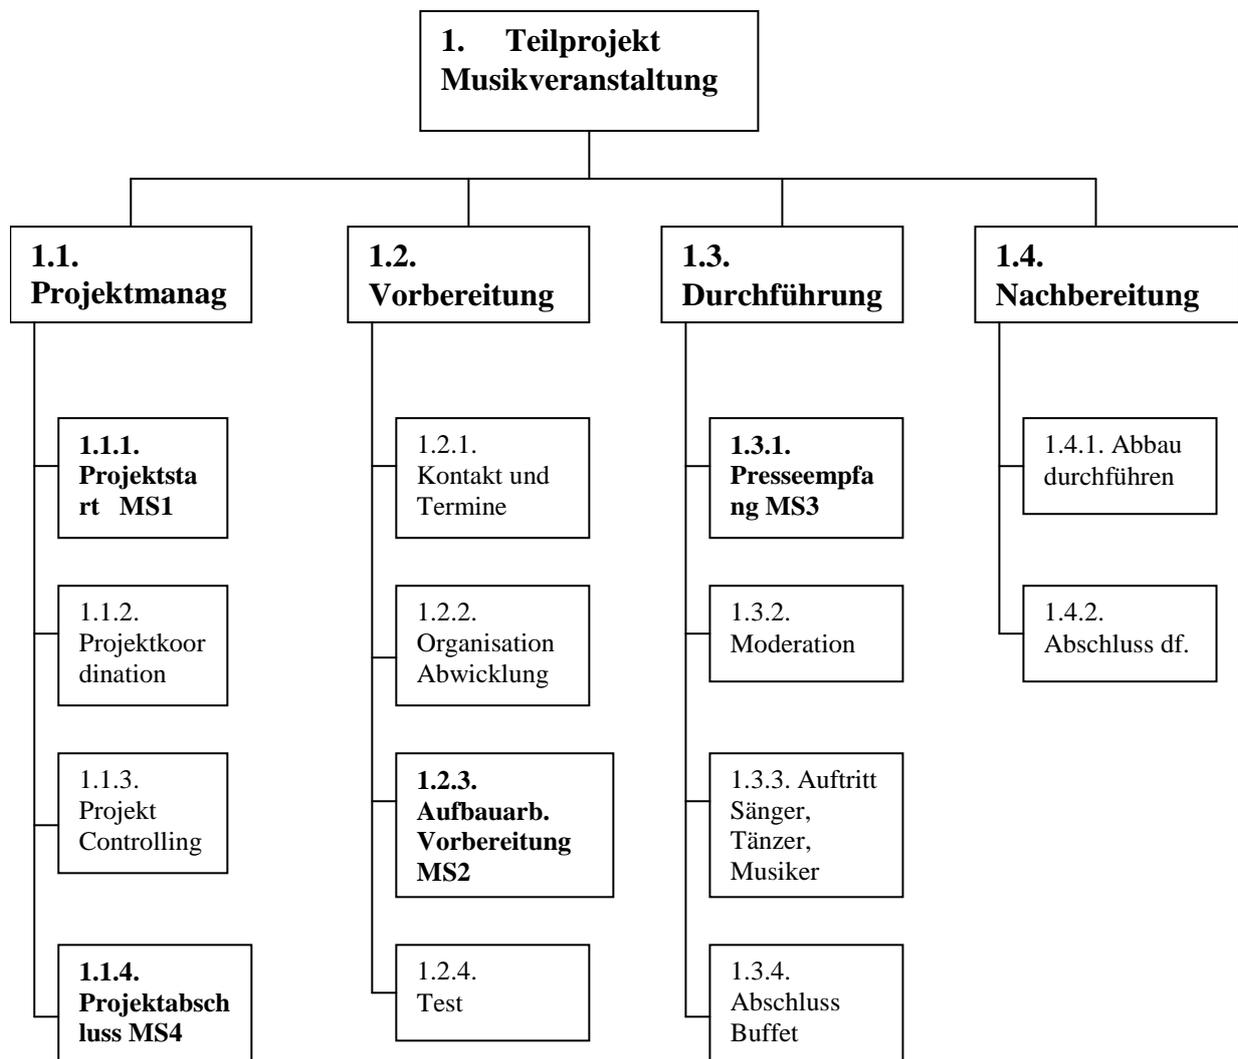 1. Teilprojekt
Musikveranstaltung
1.1.
Projektmanag
1.2.
Vorbereitung
1.3.
Durchführung
1.4.
Nachbereitung
1.1.1.
Projektsta
rt MS1
1.2.1.
Kontakt und
Termine
1.3.1.
Presseempfa
ng MS3
1.4.1. Abbau
durchführen
1.1.2.
Projektkoor
dination
1.2.2.
Organisation
Abwicklung
1.3.2.
Moderation
1.4.2.
Abschluss df.
1.1.3.
Projekt
Controlling
1.2.3.
Aufbauarb.
Vorbereitung
MS2
1.3.3. Auftritt
Sänger,
Tänzer,
Musiker
1.1.4.
Projektabsch
luss MS4
1.2.4.
Test
1.3.4.
Abschluss
Buffet